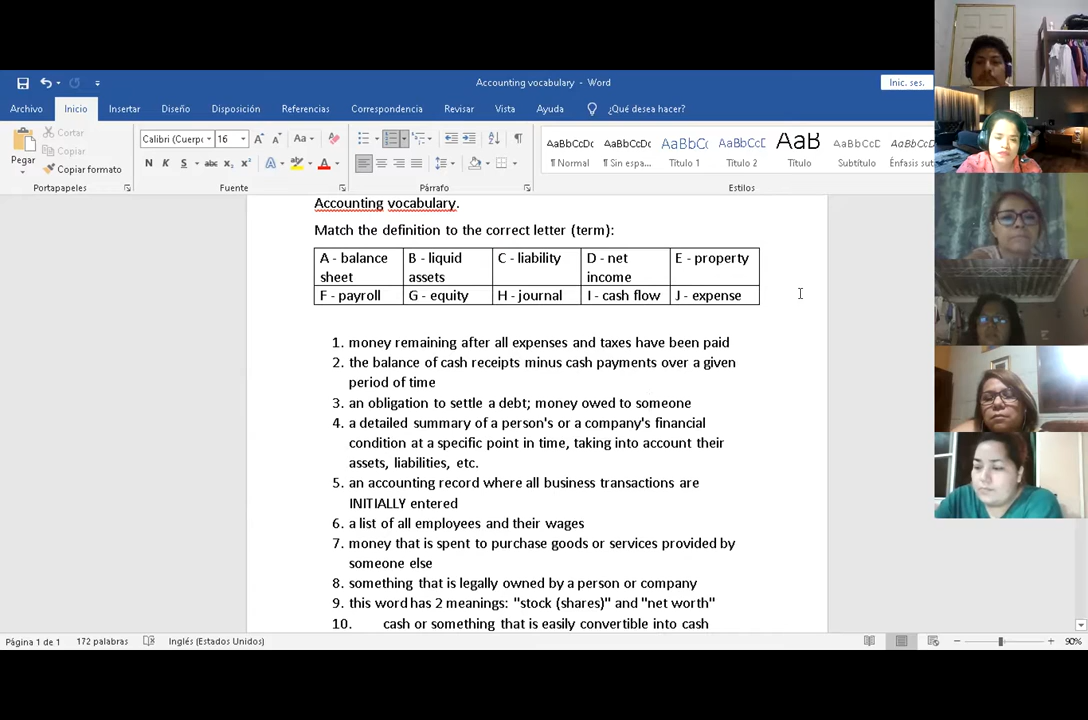 Accounting vocabulary - Word
Inic. ses.
Archivo Inicio Insertar Diseño Disposición Referencias Correspondencia Revisar Vista Ayuda ¿Qué desea hacer?
Pegar
Cortar
Copiar
Copiar formato
Calibri (Cuerp 16
Aa
N K S abc x₂ x² A A
AaBbCcDc AaBbCcDc AaBbCcDc AaBbCcDc AaB AaBbCcDc AaBbCcDc
¶ Normal ¶ Sin espa... Título 1 Título 2 Título Subtítulo Énfasis sut
Portapapeles Fuente Párrafo Estilos
Accounting vocabulary.
Match the definition to the correct letter (term):
A - balance sheet
B - liquid assets
C - liability
D - net income
E - property
F - payroll
G - equity
H - journal
I - cash flow
J - expense
1. money remaining after all expenses and taxes have been paid
2. the balance of cash receipts minus cash payments over a given
period of time
3. an obligation to settle a debt; money owed to someone
4. a detailed summary of a person's or a company's financial
condition at a specific point in time, taking into account their
assets, liabilities, etc.
5. an accounting record where all business transactions are
INITIALLY entered
6. a list of all employees and their wages
7. money that is spent to purchase goods or services provided by
someone else
8. something that is legally owned by a person or company
9. this word has 2 meanings: "stock (shares)" and "net worth"
10. cash or something that is easily convertible into cash
Página 1 de 1 172 palabras Inglés (Estados Unidos) 90%